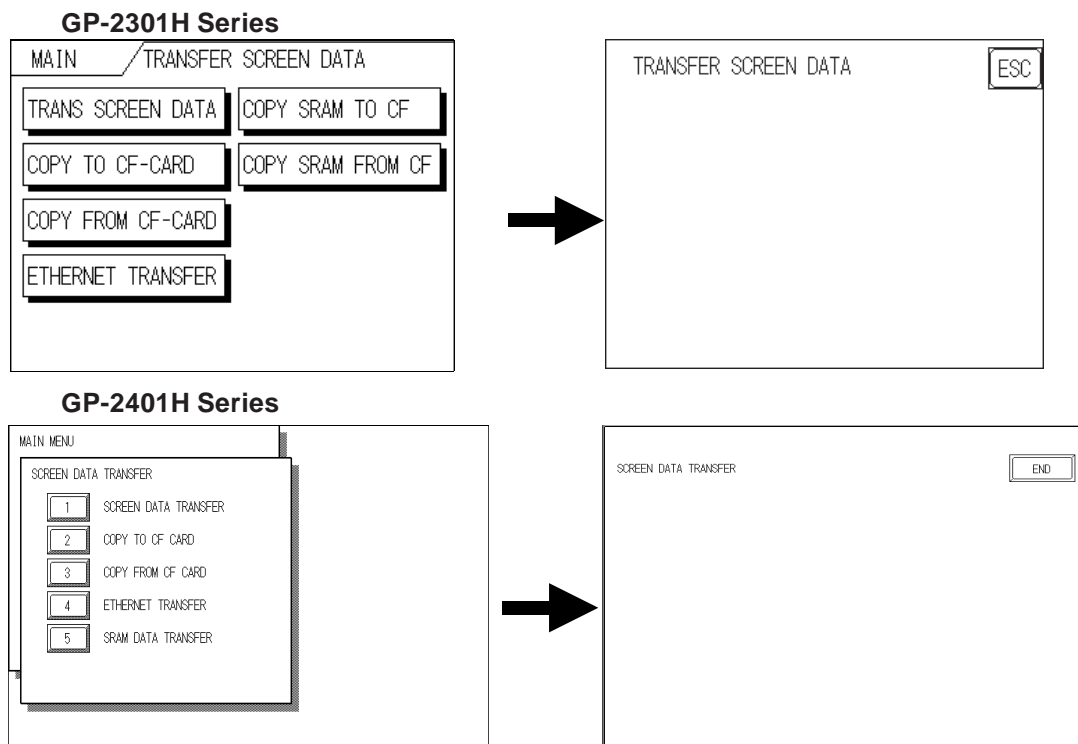 GP-2301H Series
MAIN TRANSFER SCREEN DATA
TRANS SCREEN DATA COPY SRAM TO CF
COPY TO CF-CARD COPY SRAM FROM CF
COPY FROM CF-CARD
ETHERNET TRANSFER
TRANSFER SCREEN DATA ESC
GP-2401H Series
MAIN MENU
SCREEN DATA TRANSFER
1 SCREEN DATA TRANSFER
2 COPY TO CF CARD
3 COPY FROM CF CARD
4 ETHERNET TRANSFER
5 SRAM DATA TRANSFER
SCREEN DATA TRANSFER END